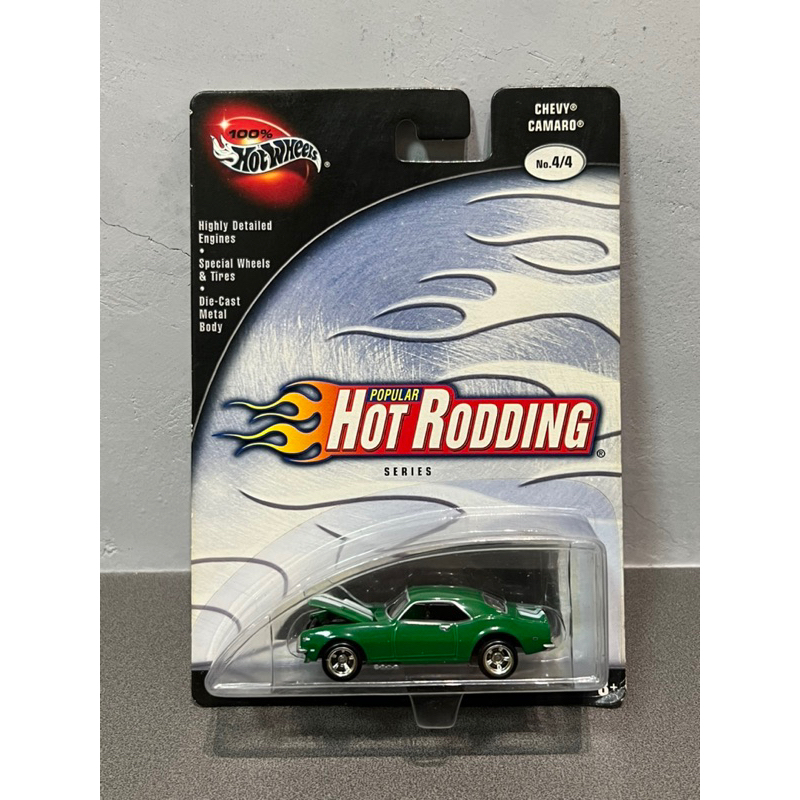 100%
Hot Wheels®
CHEVY®
CAMARO®
No.4/4
Highly Detailed
Engines
•
Special Wheels
& Tires
•
Die-Cast
Metal
Body
POPULAR
HOT RODDING®
SERIES